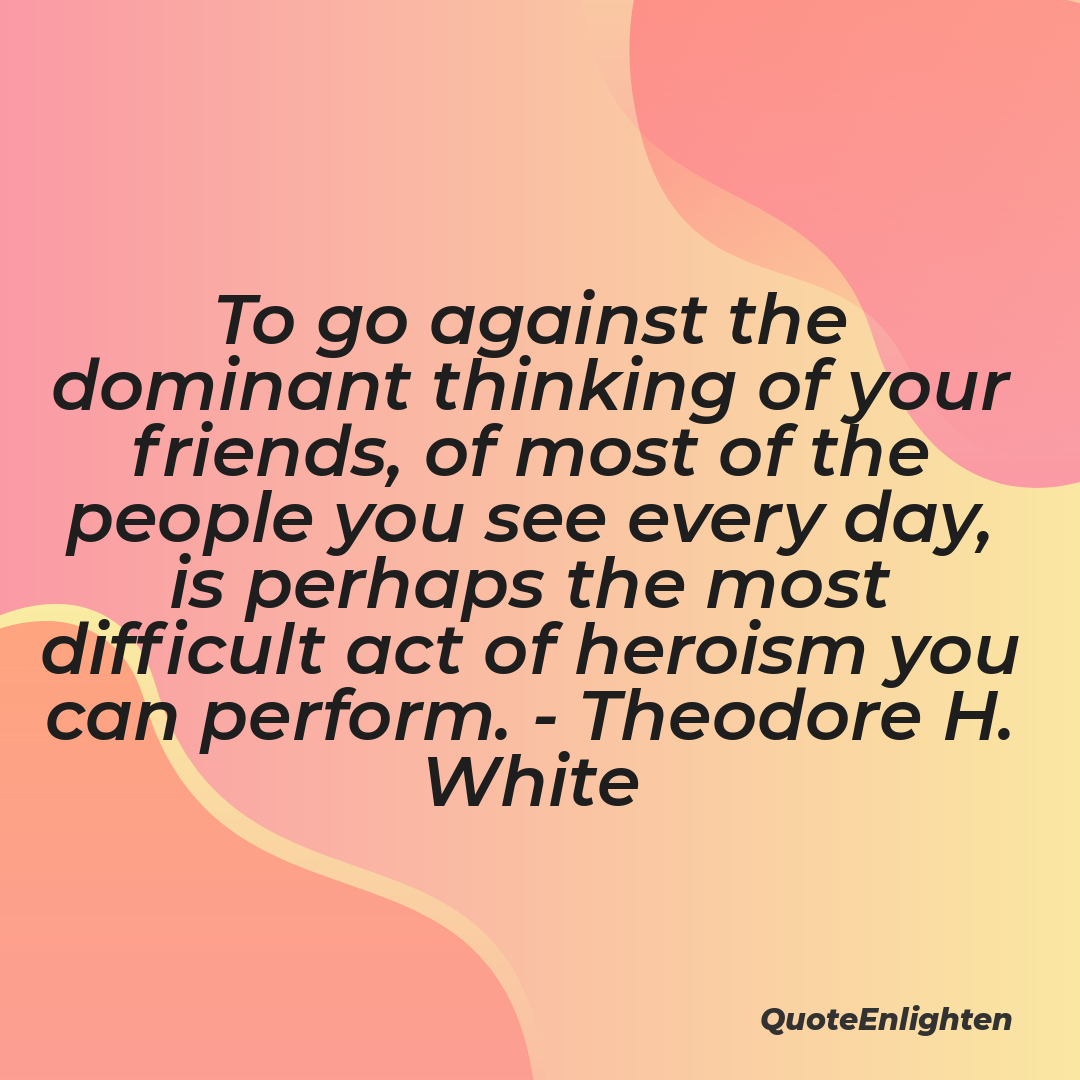 To go against the
dominant thinking of your
friends, of most of the
people you see every day,
is perhaps the most
difficult act of heroism you
can perform. - Theodore H.
White
QuoteEnlighten